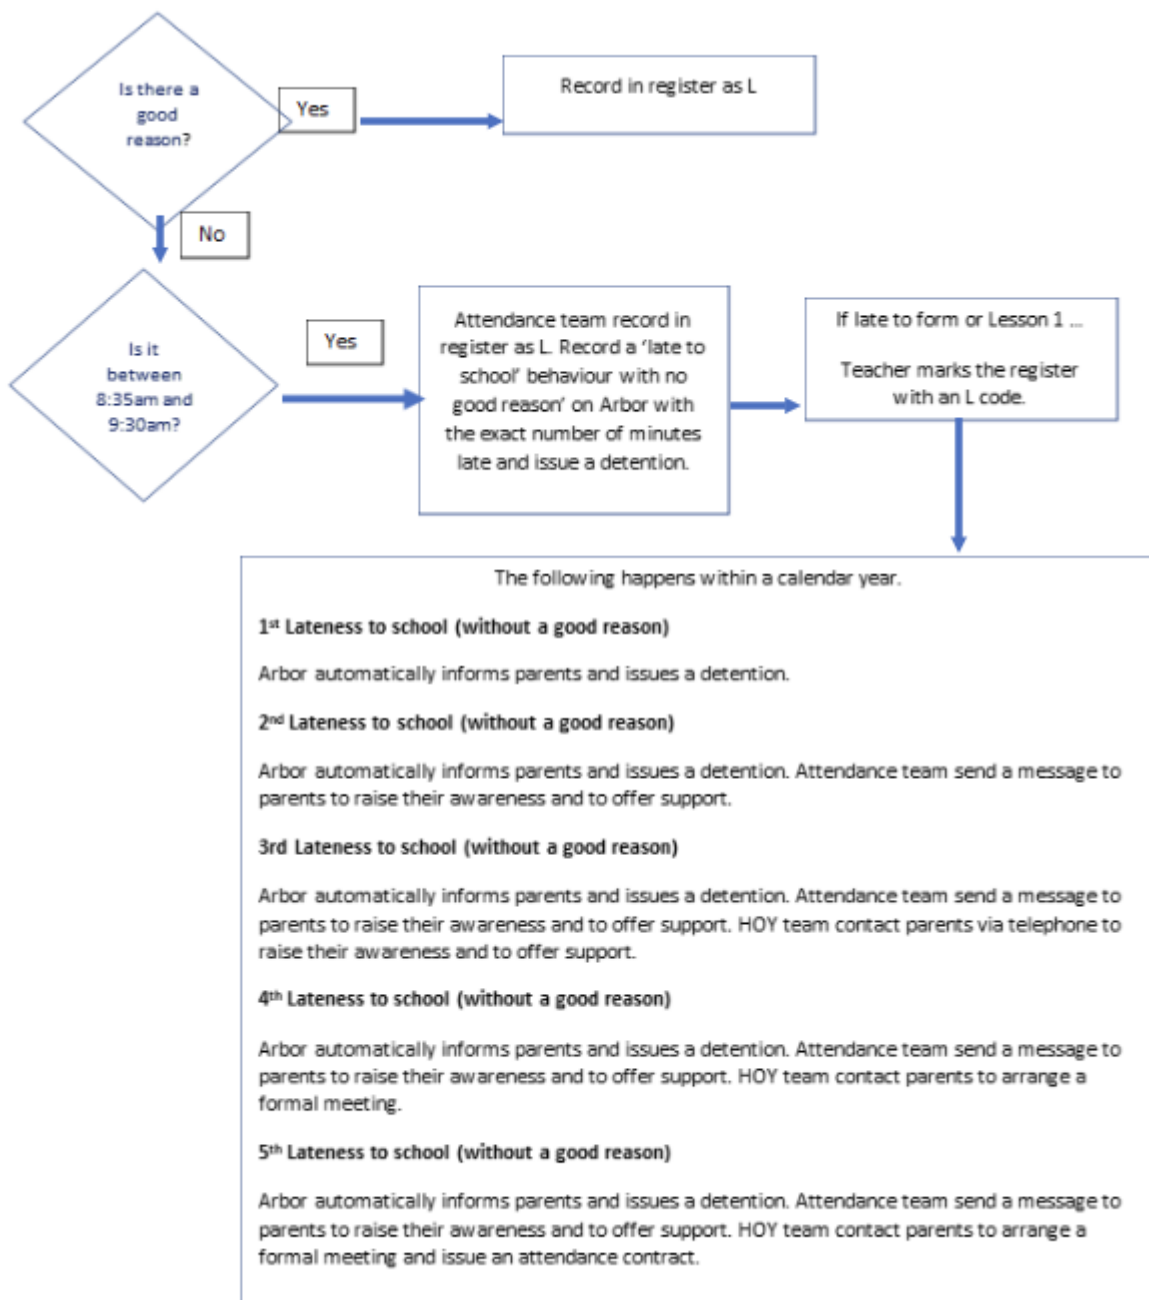 Is there a
good
reason?
Yes
Record in register as L
No
Is it
between
8:35am and
9:30am?
Yes
Attendance team record in
register as L. Record a 'late to
school' behaviour with no
good reason' on Arbor with
the exact number of minutes
late and issue a detention.
If late to form or Lesson 1 ...
Teacher marks the register
with an L code.
The following happens within a calendar year.
1st Lateness to school (without a good reason)
Arbor automatically informs parents and issues a detention.
2nd Lateness to school (without a good reason)
Arbor automatically informs parents and issues a detention. Attendance team send a message to
parents to raise their awareness and to offer support.
3rd Lateness to school (without a good reason)
Arbor automatically informs parents and issues a detention. Attendance team send a message to
parents to raise their awareness and to offer support. HOY team contact parents via telephone to
raise their awareness and to offer support.
4th Lateness to school (without a good reason)
Arbor automatically informs parents and issues a detention. Attendance team send a message to
parents to raise their awareness and to offer support. HOY team contact parents to arrange a
formal meeting.
5th Lateness to school (without a good reason)
Arbor automatically informs parents and issues a detention. Attendance team send a message to
parents to raise their awareness and to offer support. HOY team contact parents to arrange a
formal meeting and issue an attendance contract.